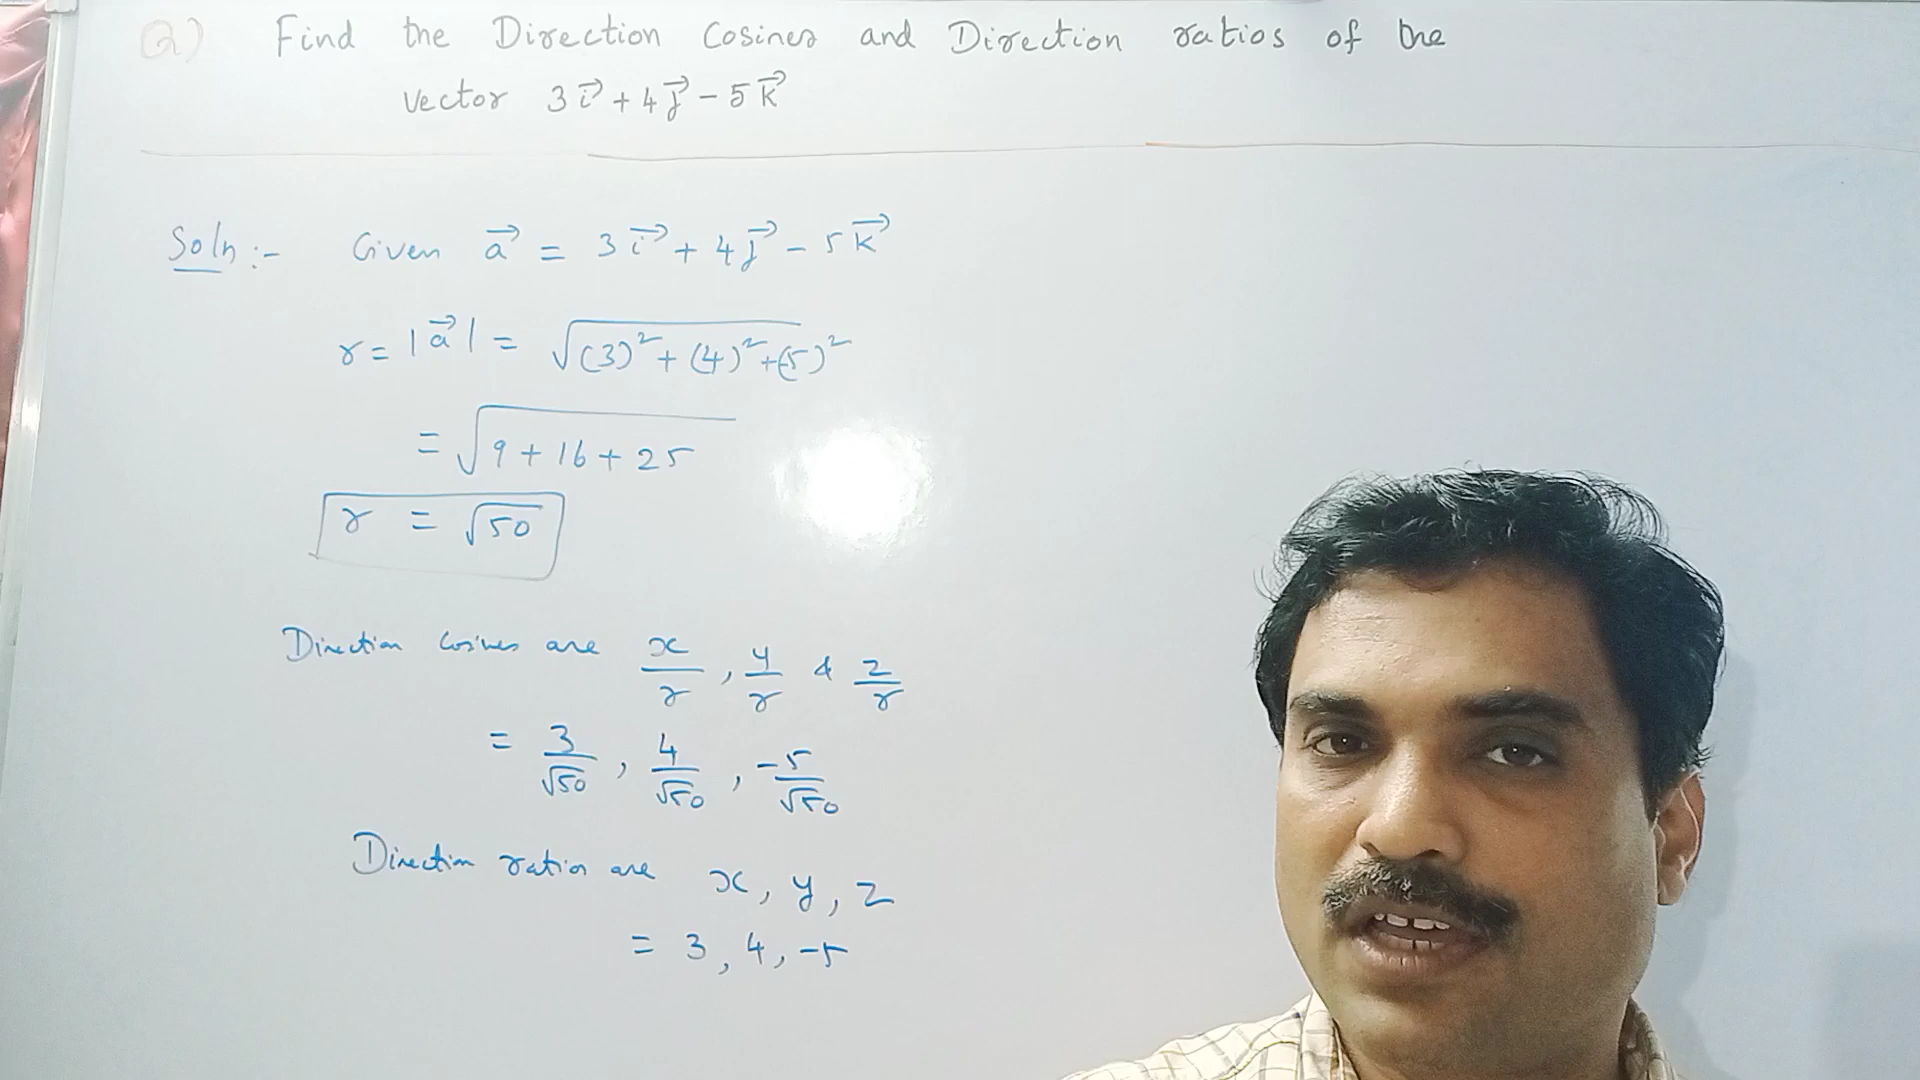 2) Find the Direction Cosines and Direction ratios of the
Vector 3i⃗ + 4j⃗ - 5k⃗
Soln :- Given a⃗ = 3i⃗ + 4j⃗ - 5k⃗
r = |a⃗| = √(3)² + (4)² + (-5)²
= √9 + 16 + 25
r = √50
Direction Cosines are x/r, y/r & z/r
= 3/√50, 4/√50, -5/√50
Direction ratios are x, y, z
= 3, 4, -5